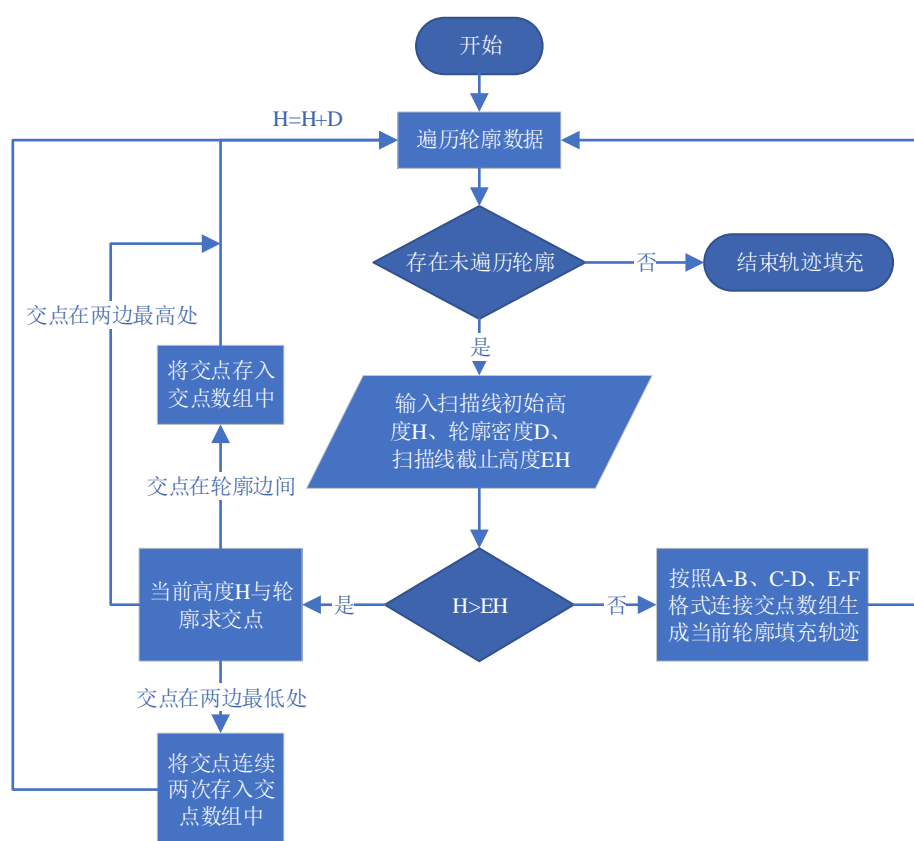 开始
H=H+D
遍历轮廓数据
存在未遍历轮廓
否
结束轨迹填充
交点在两边最高处
是
将交点存入
交点数组中
输入扫描线初始高
度H、轮廓密度D、
扫描线截止高度EH
交点在轮廓边间
当前高度H与轮
廓求交点
是
H>EH
否
按照A-B、C-D、E-F
格式连接交点数组生
成当前轮廓填充轨迹
交点在两边最低处
将交点连续
两次存入交
点数组中